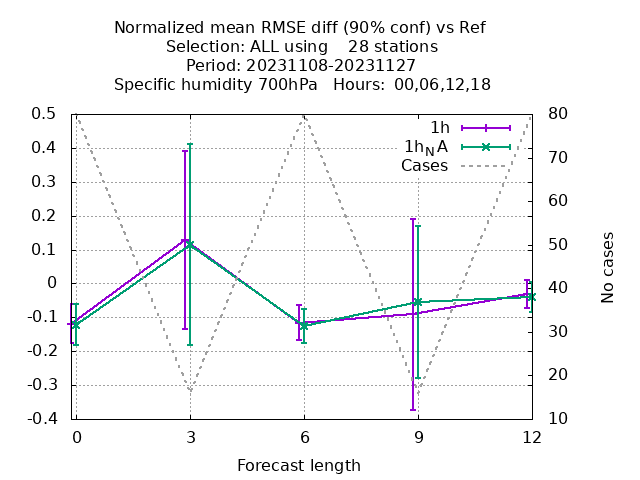 Normalized mean RMSE diff (90% conf) vs Ref
Selection: ALL using    28 stations
Period: 20231108-20231127
Specific humidity 700hPa   Hours: 00,06,12,18
0.5
0.4
0.3
0.2
0.1
0
-0.1
-0.2
-0.3
-0.4
1h
1h_NA
Cases
80
70
60
50
40
30
20
10
No cases
0 3 6 9 12
Forecast length